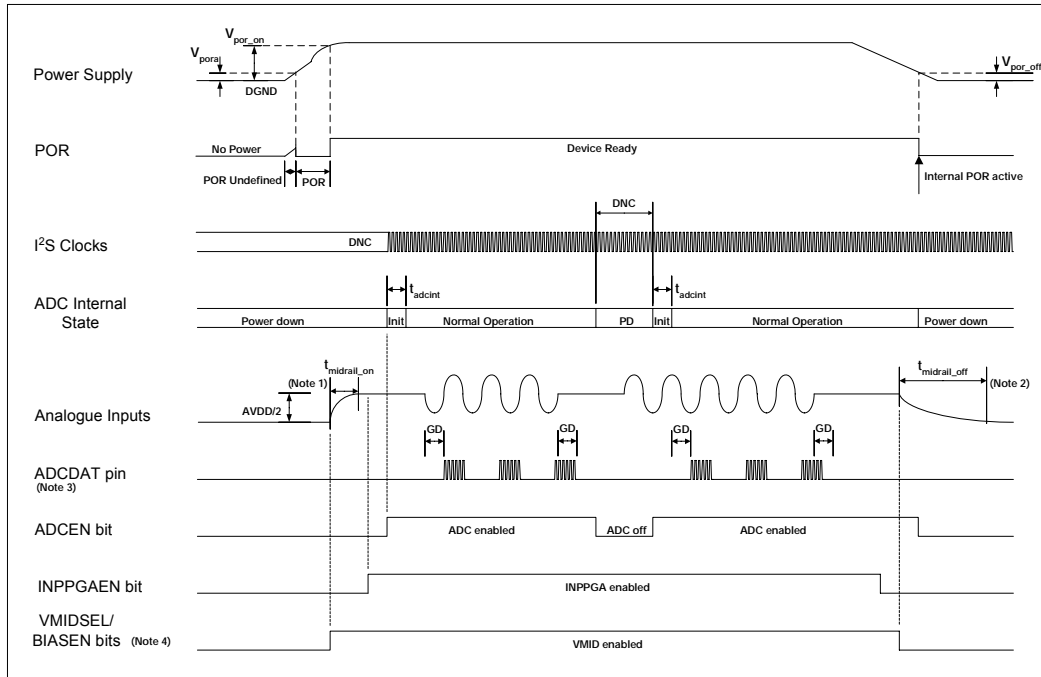 V_por_on
V_pora
V_por_off
Power Supply
DGND
POR
No Power
Device Ready
POR Undefined
POR
Internal POR active
DNC
I²S Clocks
DNC
t_adcint
t_adcint
ADC Internal
State
Power down
Init
Normal Operation
PD
Init
Normal Operation
Power down
t_midrail_on
t_midrail_off
(Note 1)
(Note 2)
Analogue Inputs
AVDD/2
GD
GD
GD
GD
ADCDAT pin
(Note 3)
ADCEN bit
ADC enabled
ADC off
ADC enabled
INPPGAEN bit
INPPGA enabled
VMIDSEL/
BIASEN bits (Note 4)
VMID enabled